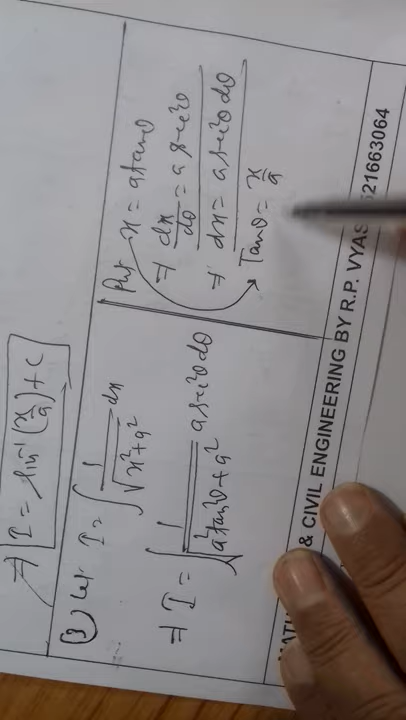 ⇒ I = sin⁻¹(x/a) + C
(3) Let I = ∫ 1/√(x²+a²) dx
⇒ I = ∫ 1/√(a²tan²θ+a²) a sec²θ dθ
Put x = a tanθ
⇒ dx/dθ = a sec²θ
⇒ dx = a sec²θ dθ
Tanθ = x/a
& CIVIL ENGINEERING BY R.P. VYAS
21663064